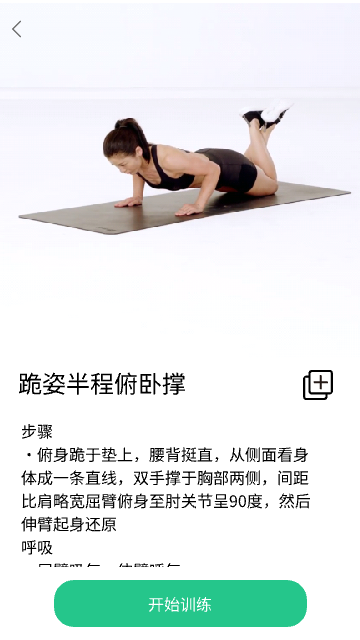 跪姿半程俯卧撑
步骤
・俯身跪于垫上，腰背挺直，从侧面看身
体成一条直线，双手撑于胸部两侧，间距
比肩略宽屈臂俯身至肘关节呈90度，然后
伸臂起身还原
呼吸
开始训练